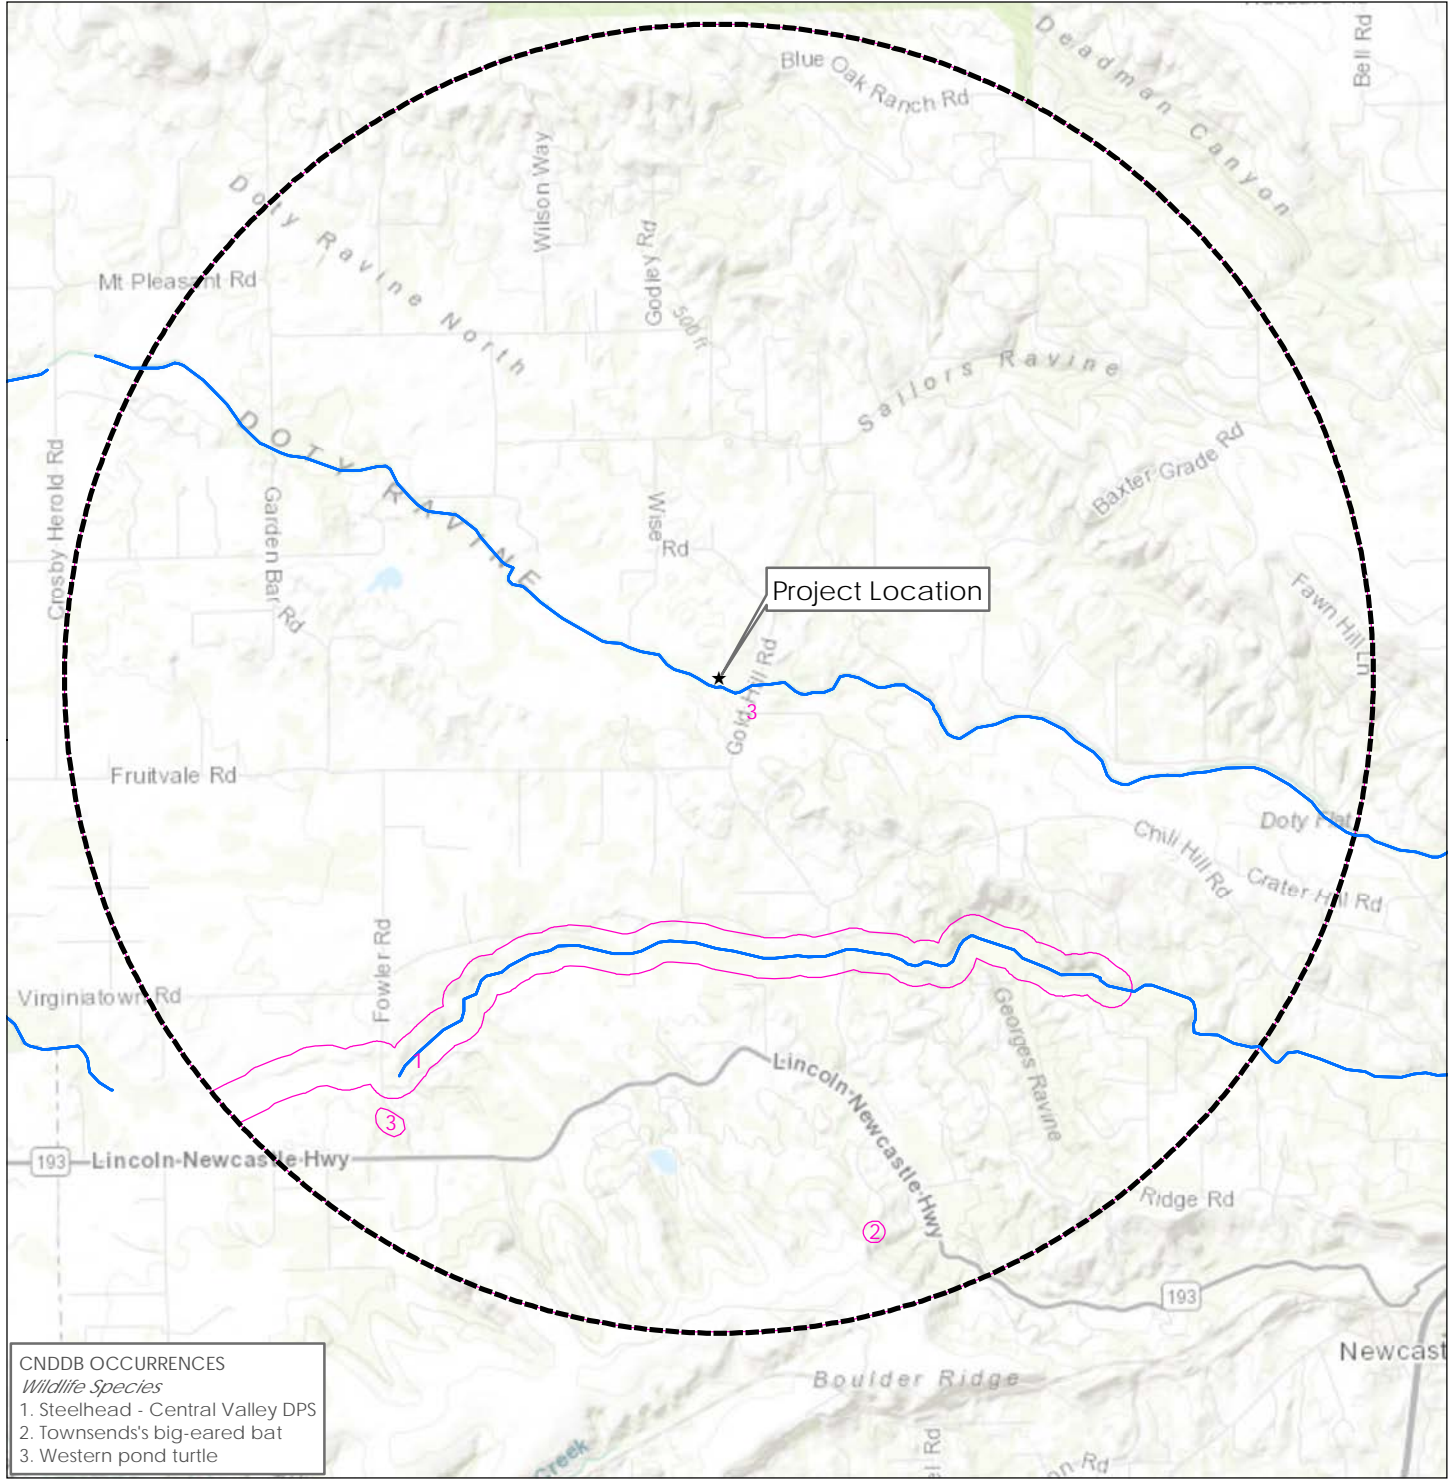 Blue Oak Ranch Rd
Deadman Canyon
Bell Rd
Wilson Way
Doty Ravine North
Godley Rd
Mt Pleasant Rd
500 ft
Sailors Ravine
DOTY RAVINE
Baxter Grade Rd
Crosby Herold Rd
Garden Bar Rd
Wise
Rd
Project Location
Fawn Hill Ln
Gold Hill Rd
3
Fruitvale Rd
Doty Flat
Chili Hill Rd
Crater Hill Rd
Fowler Rd
Virginiatown Rd
Georges Ravine
1
Lincoln-Newcastle Hwy
3
193
Lincoln-Newcastle Hwy
Ridge Rd
2
193
Newcast
Boulder Ridge
CNDDB OCCURRENCES
Wildlife Species
1. Steelhead - Central Valley DPS
2. Townsends's big-eared bat
3. Western pond turtle
Creek
el Rd
on Rd